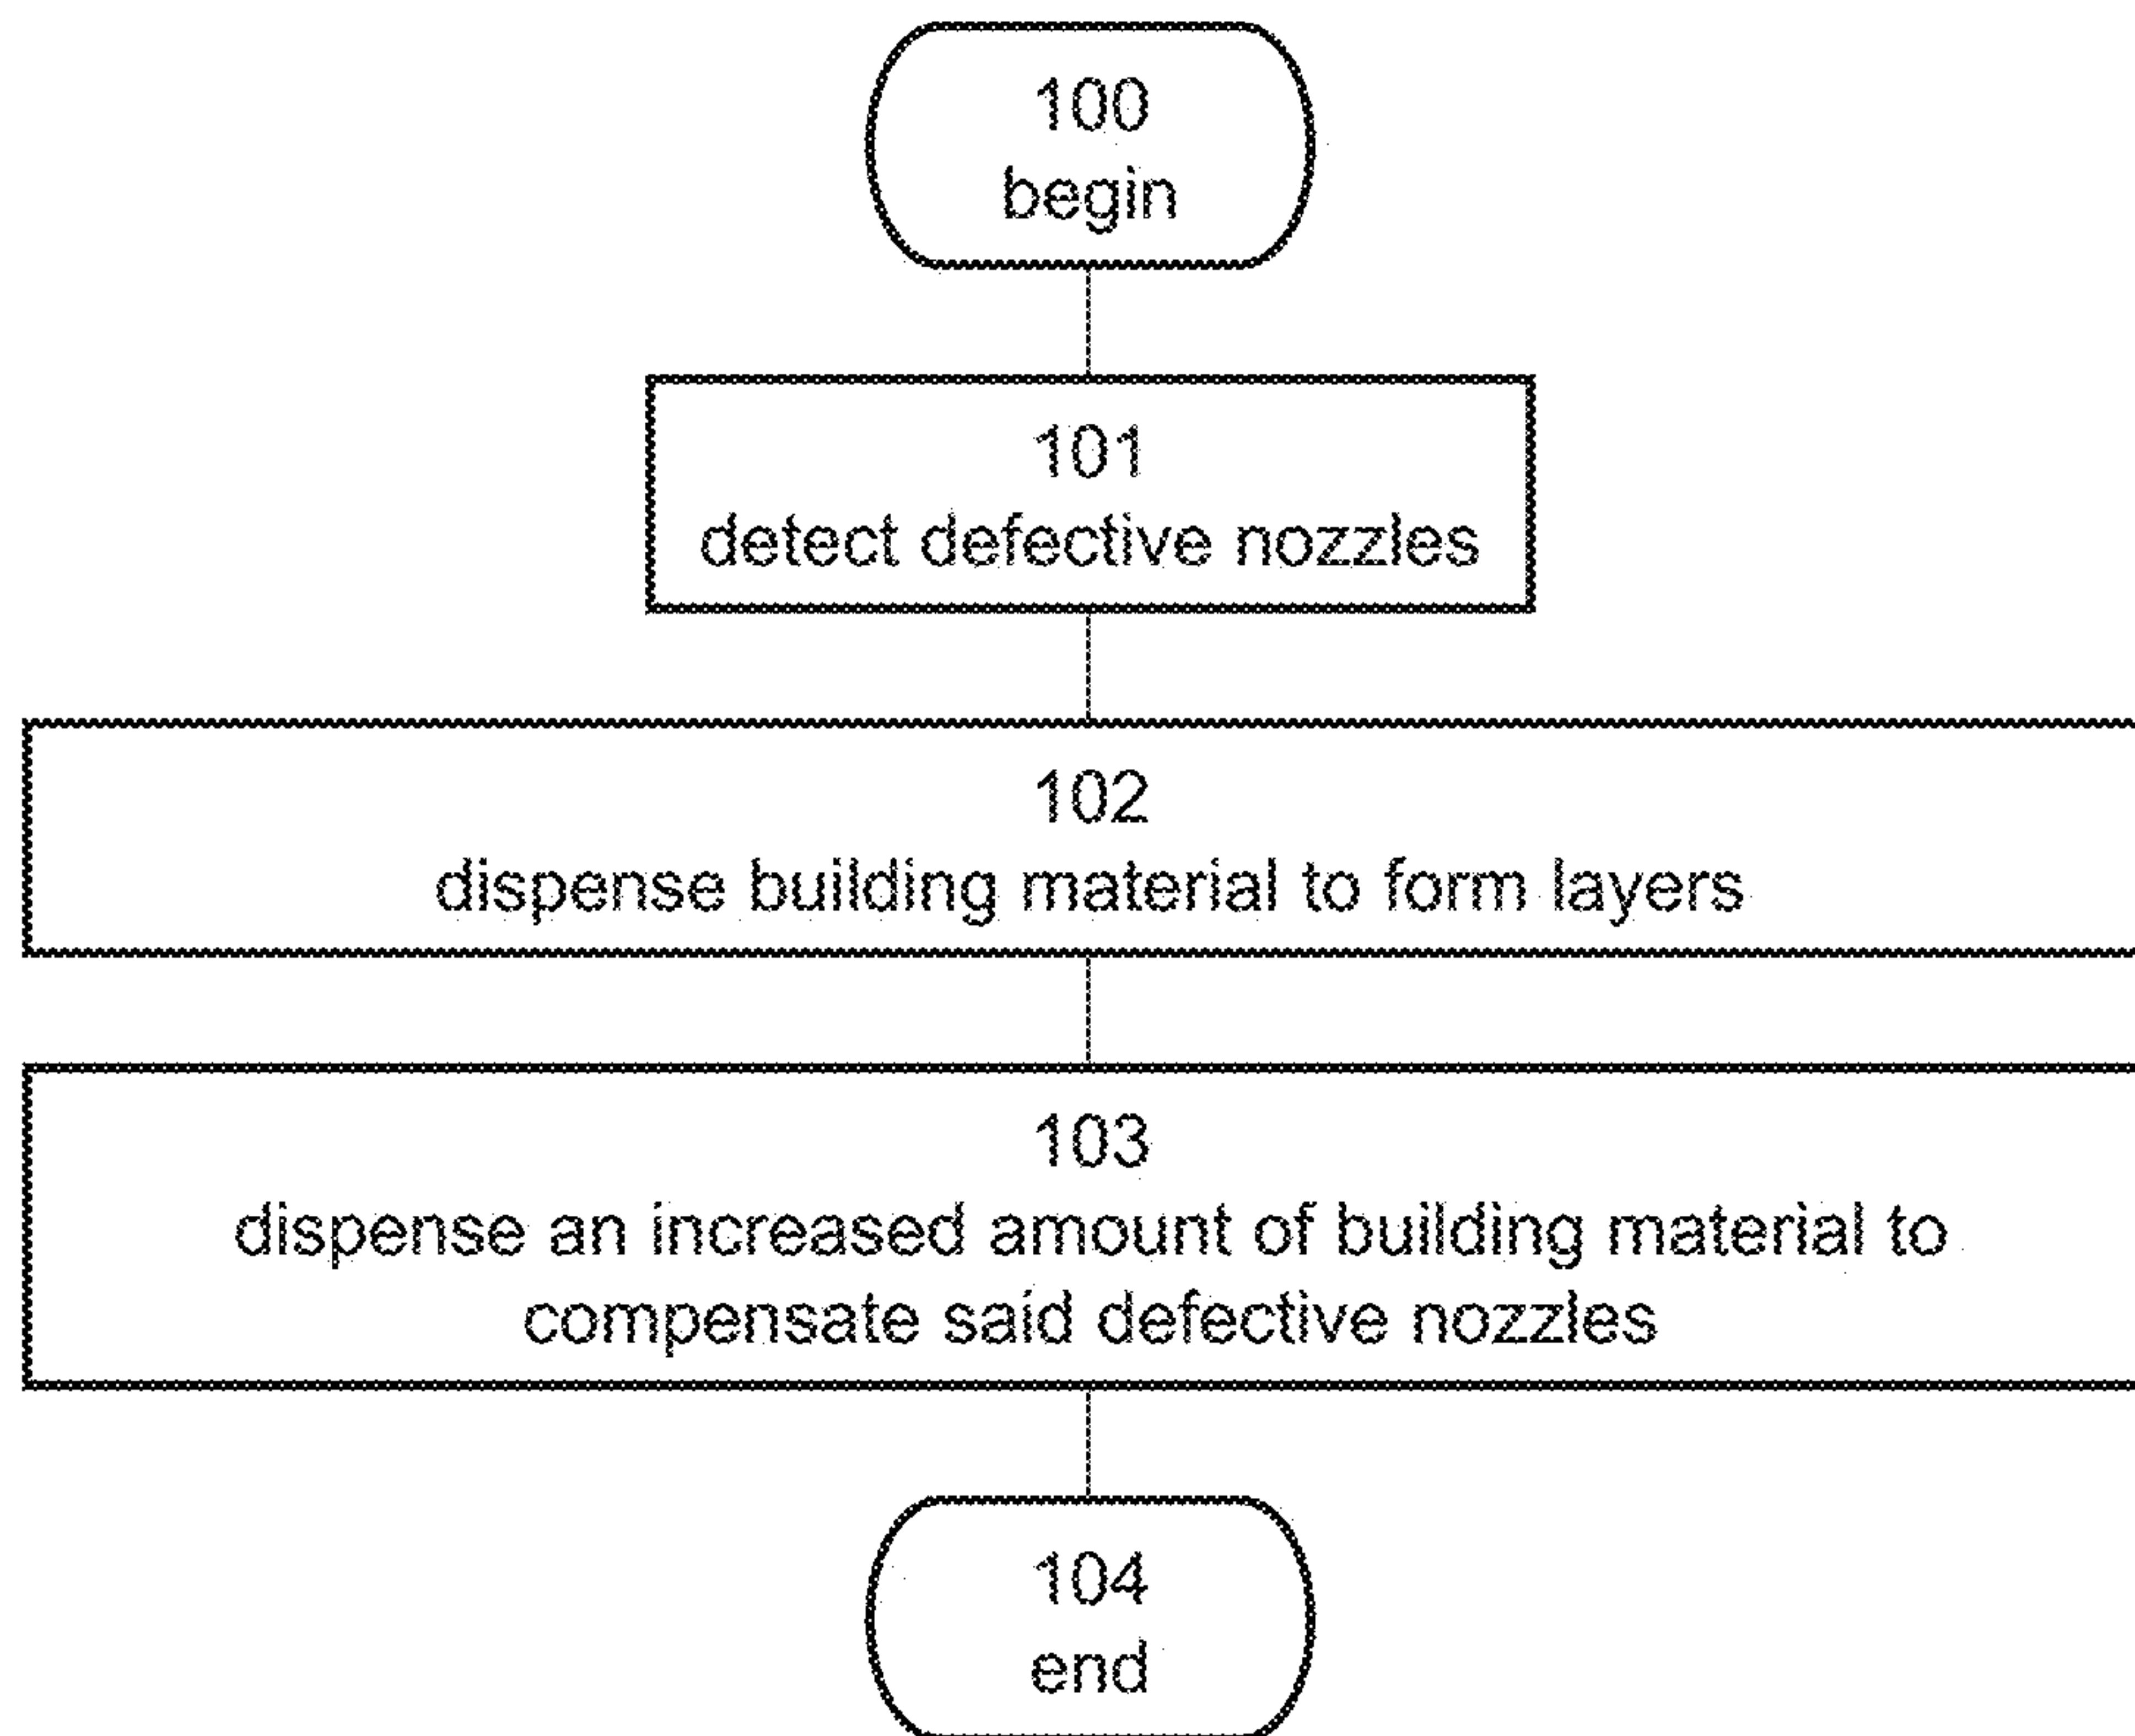 100
begin
101
detect defective nozzles
102
dispense building material to form layers
103
dispense an increased amount of building material to
compensate said defective nozzles
104
end